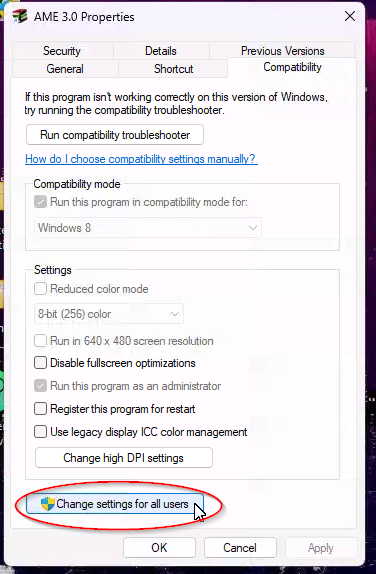 AME 3.0 Properties
Security Details Previous Versions
General Shortcut Compatibility
If this program isn't working correctly on this version of Windows,
try running the compatibility troubleshooter.
Run compatibility troubleshooter
How do I choose compatibility settings manually?
Compatibility mode
Run this program in compatibility mode for:
Windows 8
Settings
Reduced color mode
8-bit (256) color
Run in 640 x 480 screen resolution
Disable fullscreen optimizations
Run this program as an administrator
Register this program for restart
Use legacy display ICC color management
Change high DPI settings
Change settings for all users
OK Cancel Apply